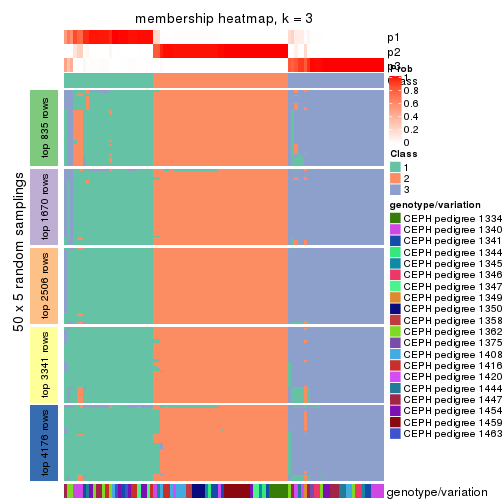 membership heatmap, k = 3
p1
p2
p3
Prob
1
0.8
0.6
0.4
0.2
0
Class
Class
1
2
3
genotype/variation
CEPH pedigree 1334
CEPH pedigree 1340
CEPH pedigree 1341
CEPH pedigree 1344
CEPH pedigree 1345
CEPH pedigree 1346
CEPH pedigree 1347
CEPH pedigree 1349
CEPH pedigree 1350
CEPH pedigree 1358
CEPH pedigree 1362
CEPH pedigree 1375
CEPH pedigree 1408
CEPH pedigree 1416
CEPH pedigree 1420
CEPH pedigree 1444
CEPH pedigree 1447
CEPH pedigree 1454
CEPH pedigree 1459
CEPH pedigree 1463
50 x 5 random samplings
top 835 rows
top 1670 rows
top 2506 rows
top 3341 rows
top 4176 rows
genotype/variation